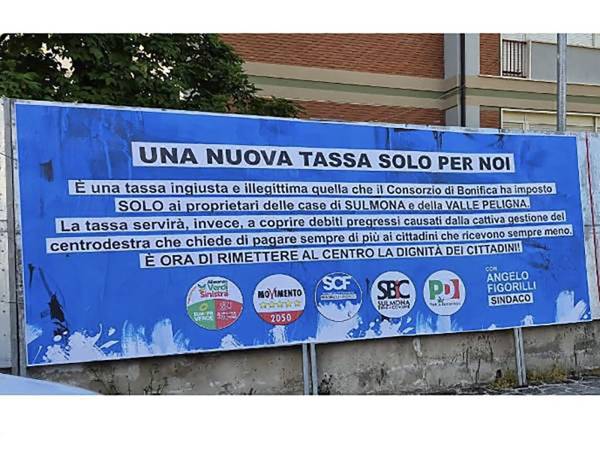 UNA NUOVA TASSA SOLO PER NOI
È una tassa ingiusta e illegittima quella che il Consorzio di Bonifica ha imposto
SOLO ai proprietari delle case di SULMONA e della VALLE PELIGNA.
La tassa servirà, invece, a coprire debiti pregressi causati dalla cattiva gestione del
centrodestra che chiede di pagare sempre di più ai cittadini che ricevono sempre meno.
È ORA DI RIMETTERE AL CENTRO LA DIGNITÀ DEI CITTADINI!
Alleanza
Verdi
Sinistra
EUROPA
VERDE
MOVIMENTO
2050
SCF
SBC
SULMONA
PD
CON
ANGELO
FIGORILLI
SINDACO